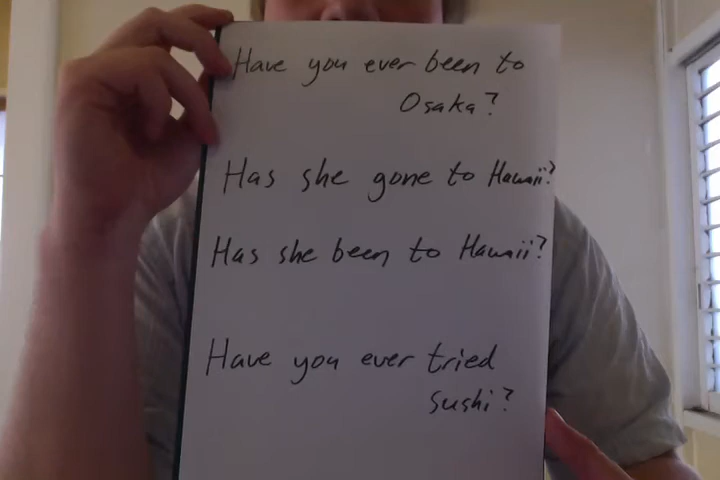 Have you ever been to
Osaka?
Has she gone to Hawaii?
Has she been to Hawaii?
Have you ever tried
sushi?